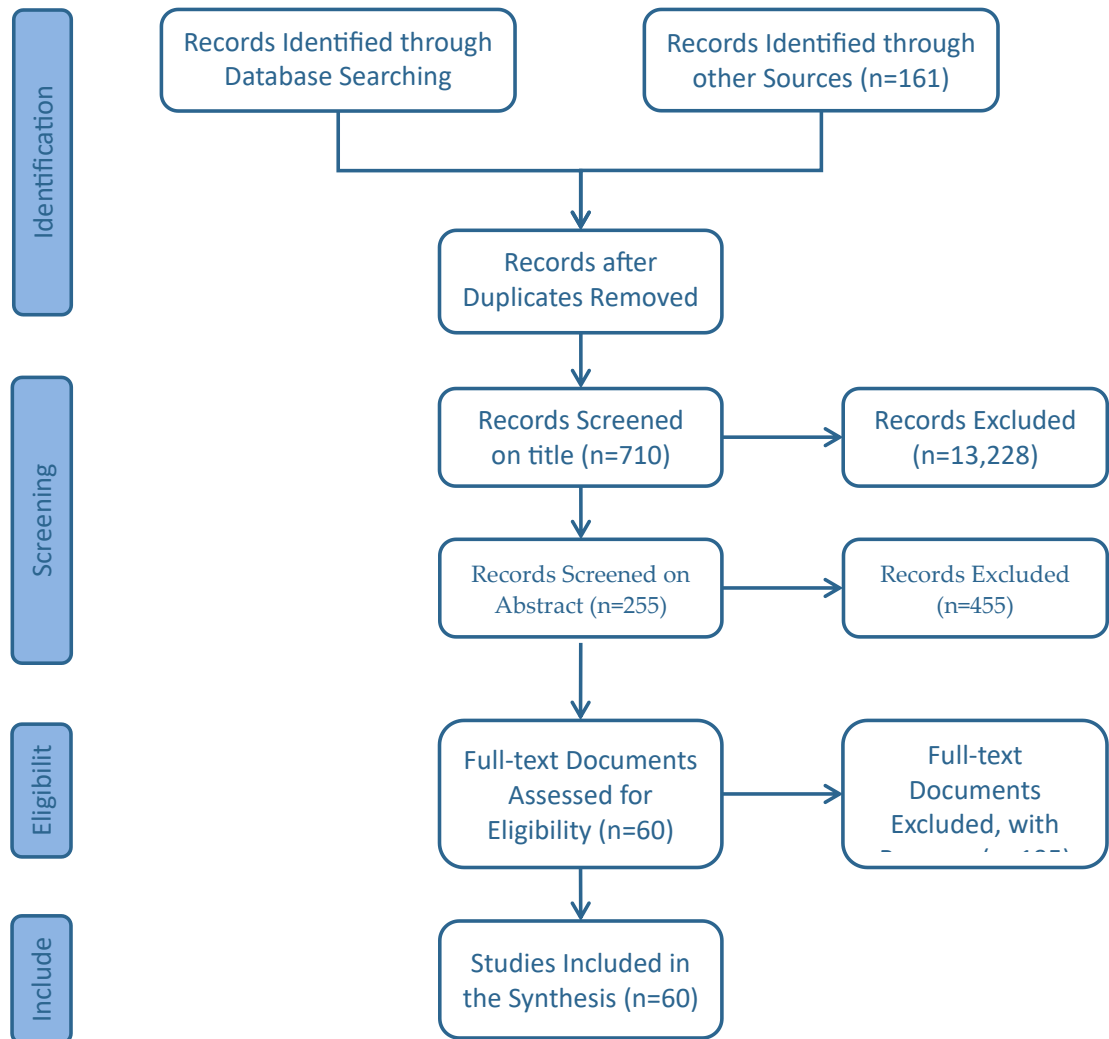 Identification
Records Identified through
Database Searching
Records Identified through
other Sources (n=161)
Records after
Duplicates Removed
Screening
Records Screened
on title (n=710)
Records Excluded
(n=13,228)
Records Screened on
Abstract (n=255)
Records Excluded
(n=455)
Eligibilit
Full-text Documents
Assessed for
Eligibility (n=60)
Full-text
Documents
Excluded, with
Include
Studies Included in
the Synthesis (n=60)